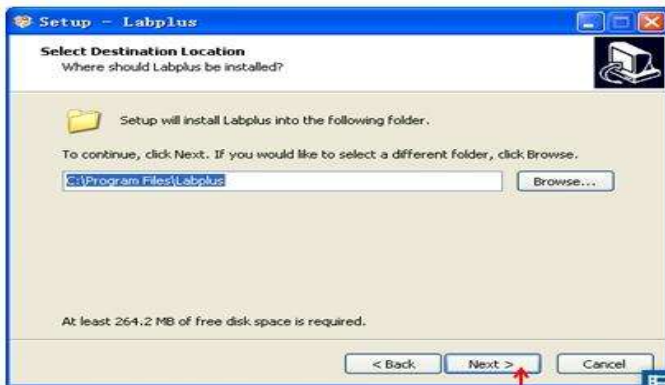 Setup - Labplus
Select Destination Location
Where should Labplus be installed?
Setup will install Labplus into the following folder.
To continue, click Next. If you would like to select a different folder, click Browse.
C:\Program Files\Labplus
Browse...
At least 264.2 MB of free disk space is required.
< Back
Next >
Cancel